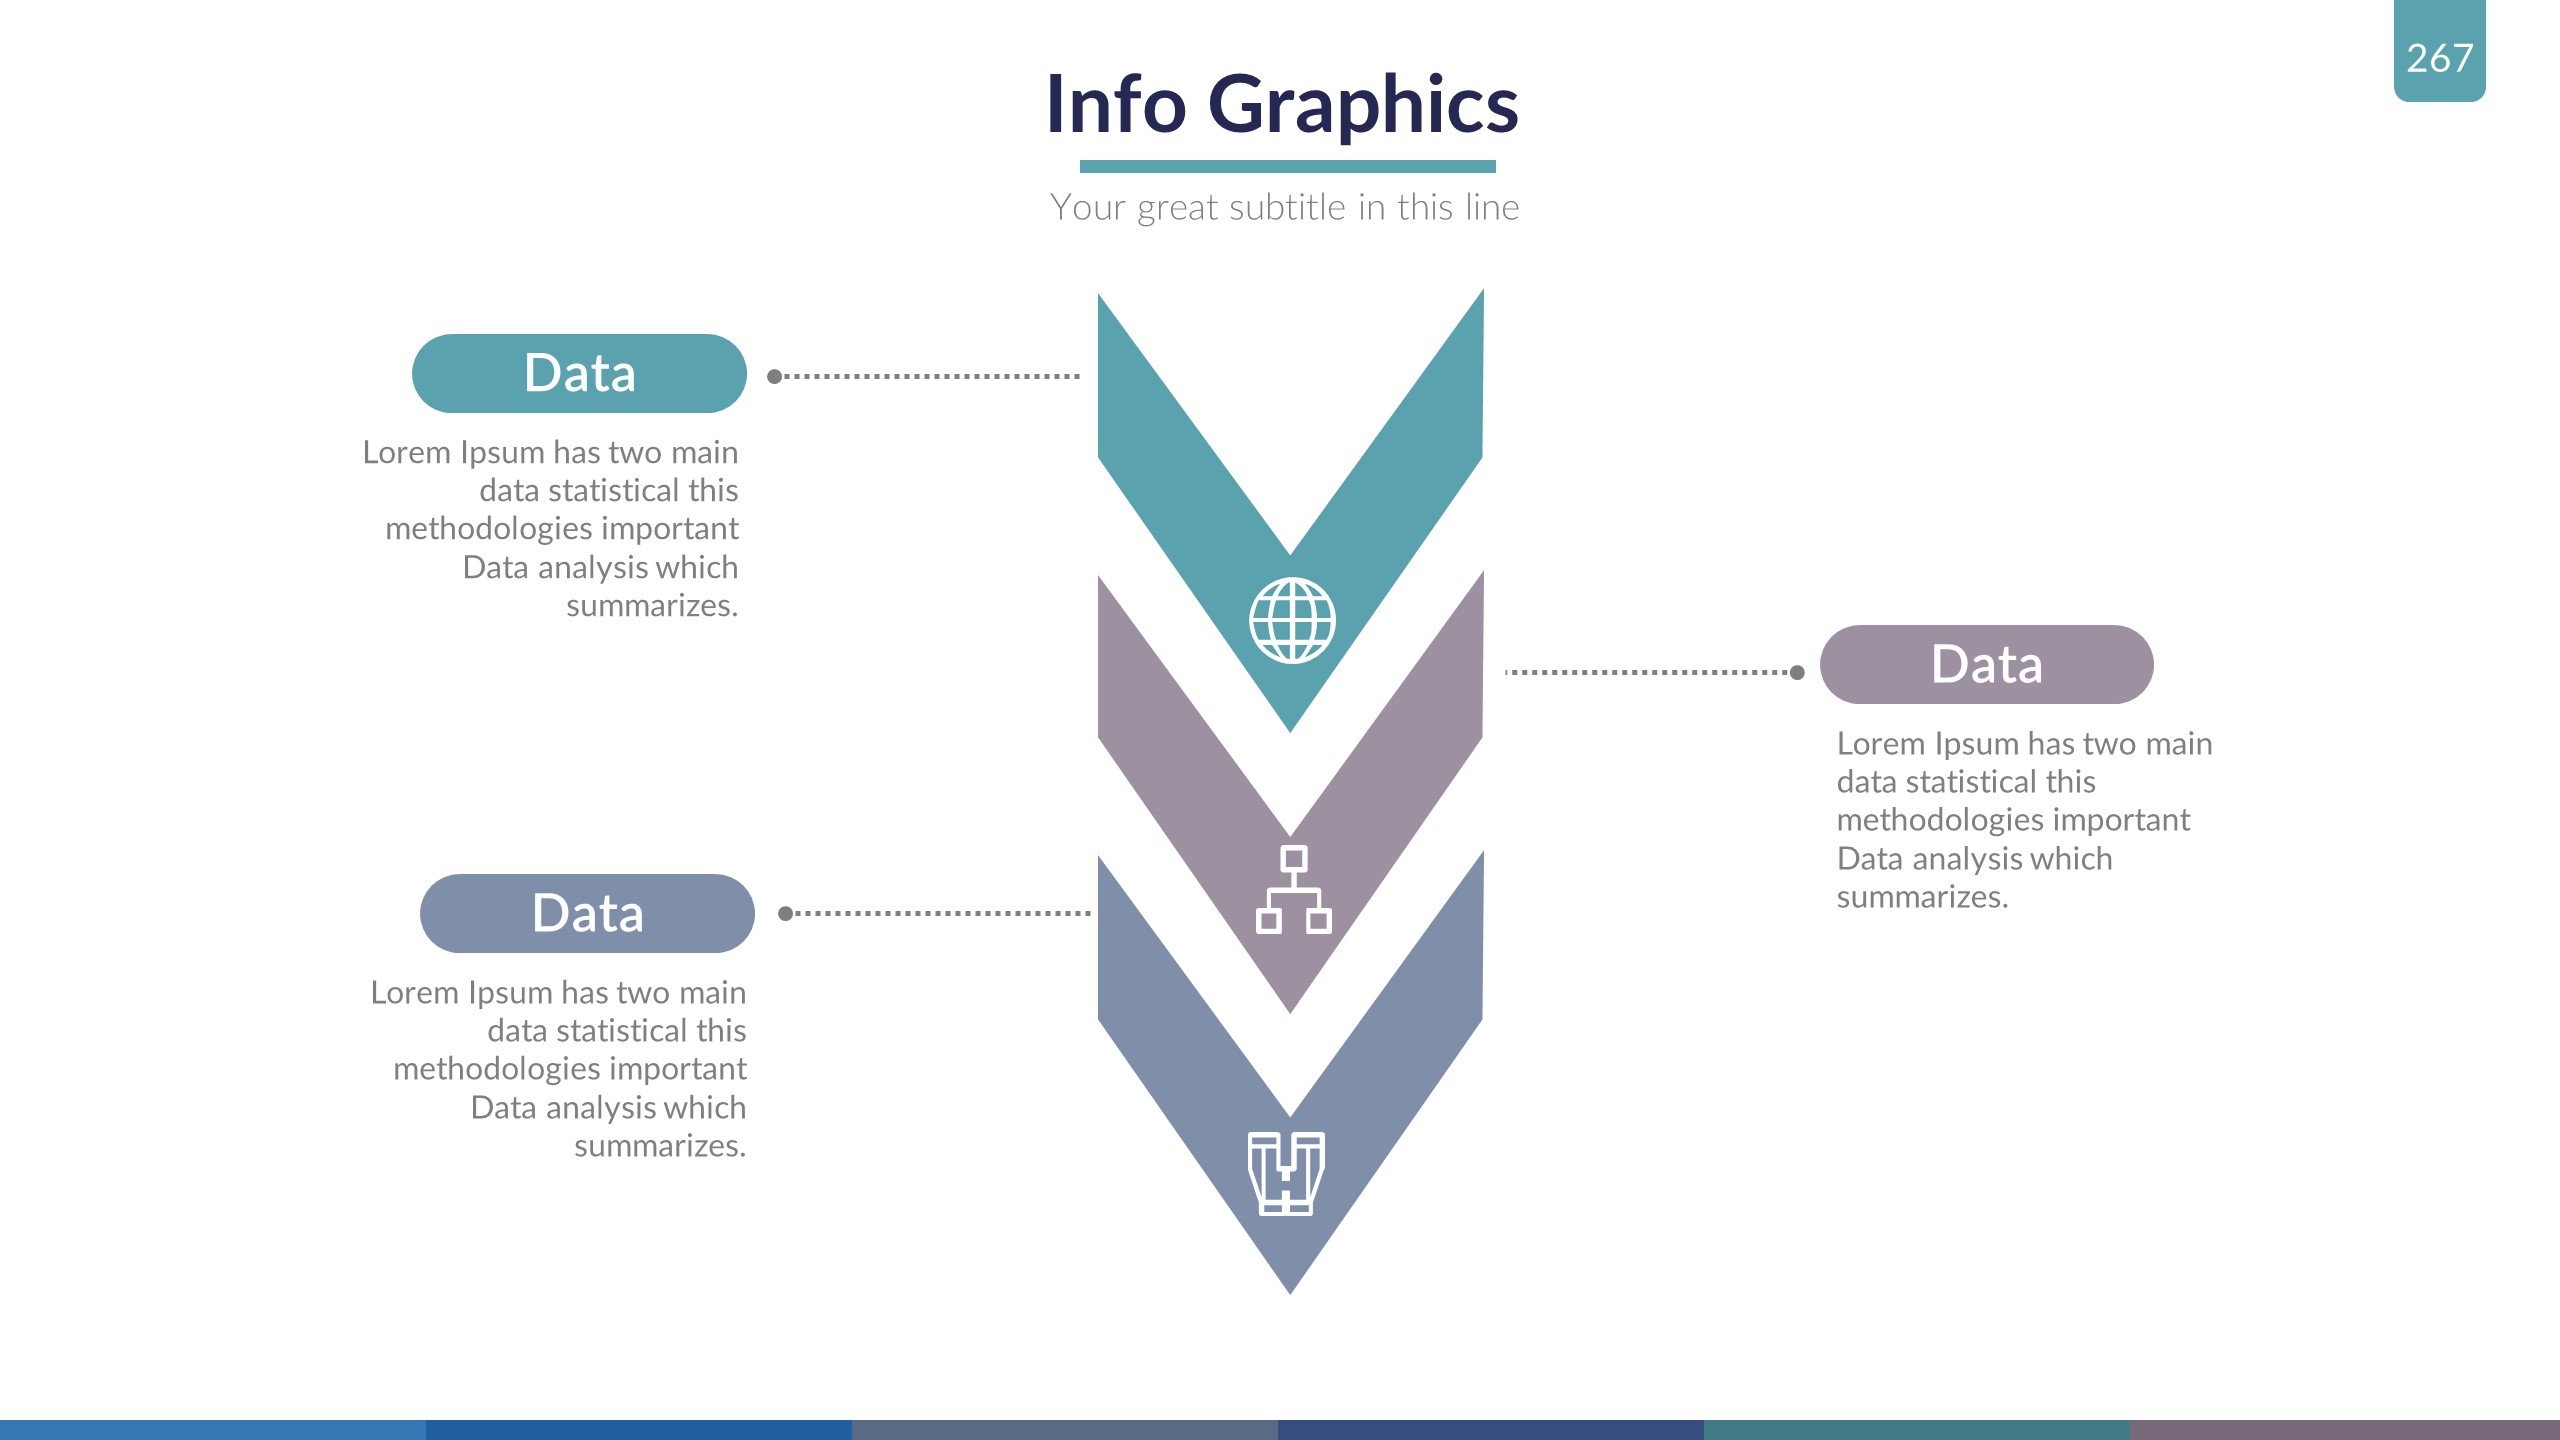 267
Info Graphics
Your great subtitle in this line
Data
Lorem Ipsum has two main
data statistical this
methodologies important
Data analysis which
summarizes.
Data
Lorem Ipsum has two main
data statistical this
methodologies important
Data analysis which
summarizes.
Data
Lorem Ipsum has two main
data statistical this
methodologies important
Data analysis which
summarizes.